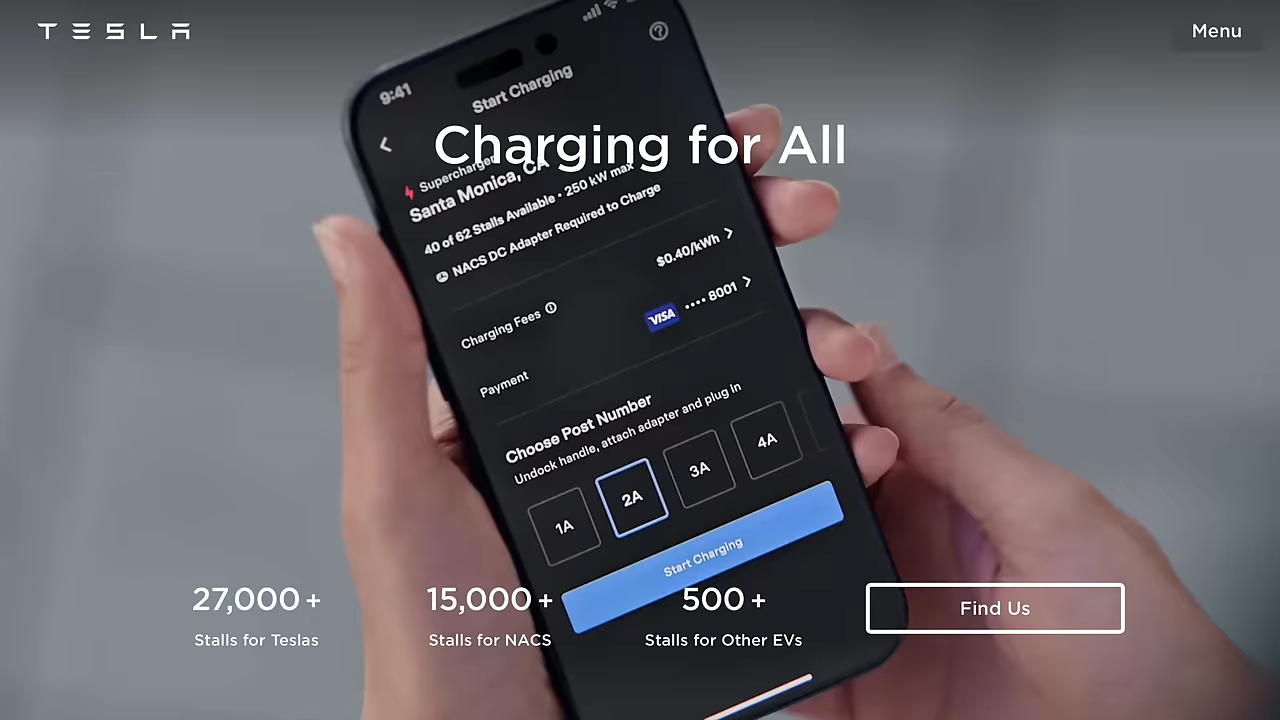 TESLA
Menu
9:41
Start Charging
Charging for All
Supercharger
Santa Monica, CA
40 of 62 Stalls Available • 250 kW max
NACS DC Adapter Required to Charge
Charging Fees
$0.40/kWh
Payment
VISA •••• 8001
Choose Post Number
Undock handle, attach adapter and plug in
1A
2A
3A
4A
Start Charging
27,000+
Stalls for Teslas
15,000+
Stalls for NACS
500+
Stalls for Other EVs
Find Us